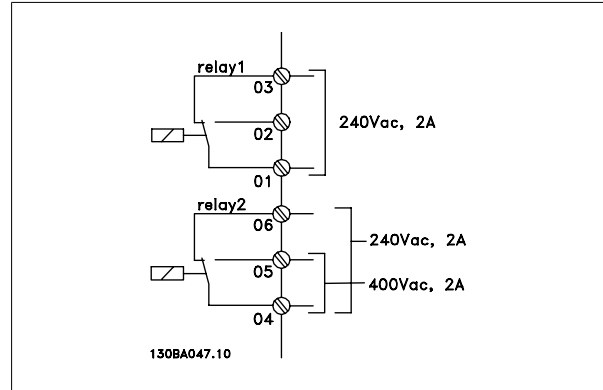 relay1
03
02
240Vac, 2A
01
relay2
06
240Vac, 2A
05
400Vac, 2A
04
130BA047.10